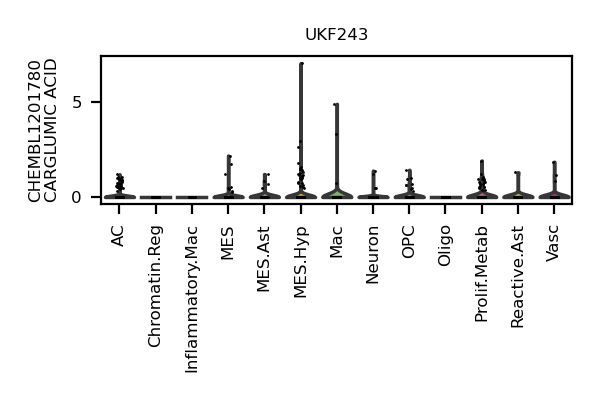 UKF243
CHEMBL1201780
CARGLUMIC ACID
5
0
AC
Chromatin.Reg
Inflammatory.Mac
MES
MES.Ast
MES.Hyp
Mac
Neuron
OPC
Oligo
Prolif.Metab
Reactive.Ast
Vasc